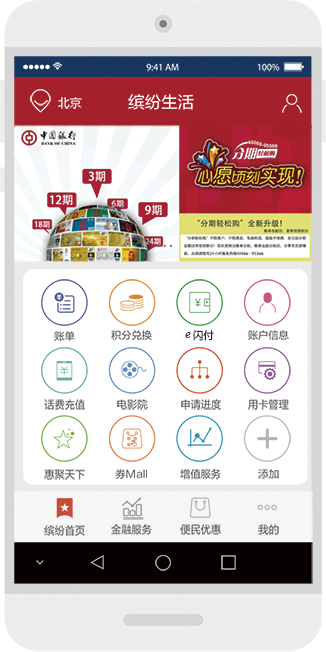 9:41 AM 100%
北京 缤纷生活
中国银行
BANK OF CHINA
3期
12期
6期
9期
18期
24期
40066-95566
分期轻松购
心愿顷刻实现!
"分期轻松购"全新升级!
账单 积分兑换 e闪付 账户信息
话费充值 电影院 申请进度 用卡管理
惠聚天下 券Mall 增值服务 添加
缤纷首页 金融服务 便民优惠 我的